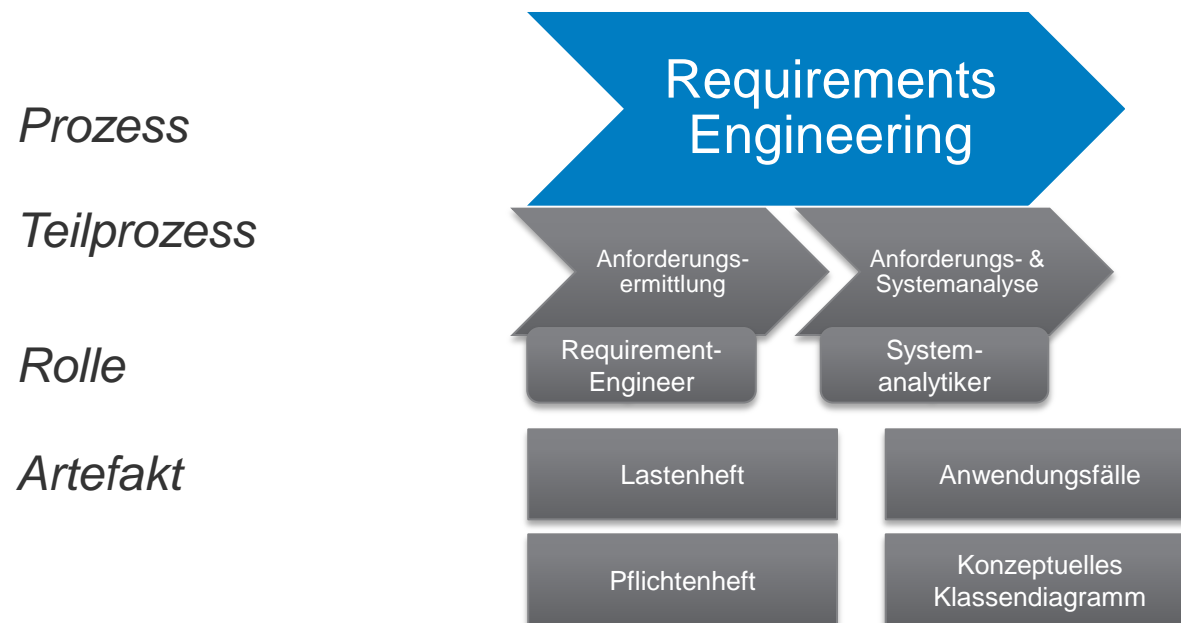 Requirements
Engineering
Prozess
Teilprozess
Anforderungs-
ermittlung
Anforderungs- &
Systemanalyse
Rolle
Requirement-
Engineer
System-
analytiker
Artefakt
Lastenheft
Anwendungsfälle
Pflichtenheft
Konzeptuelles
Klassendiagramm